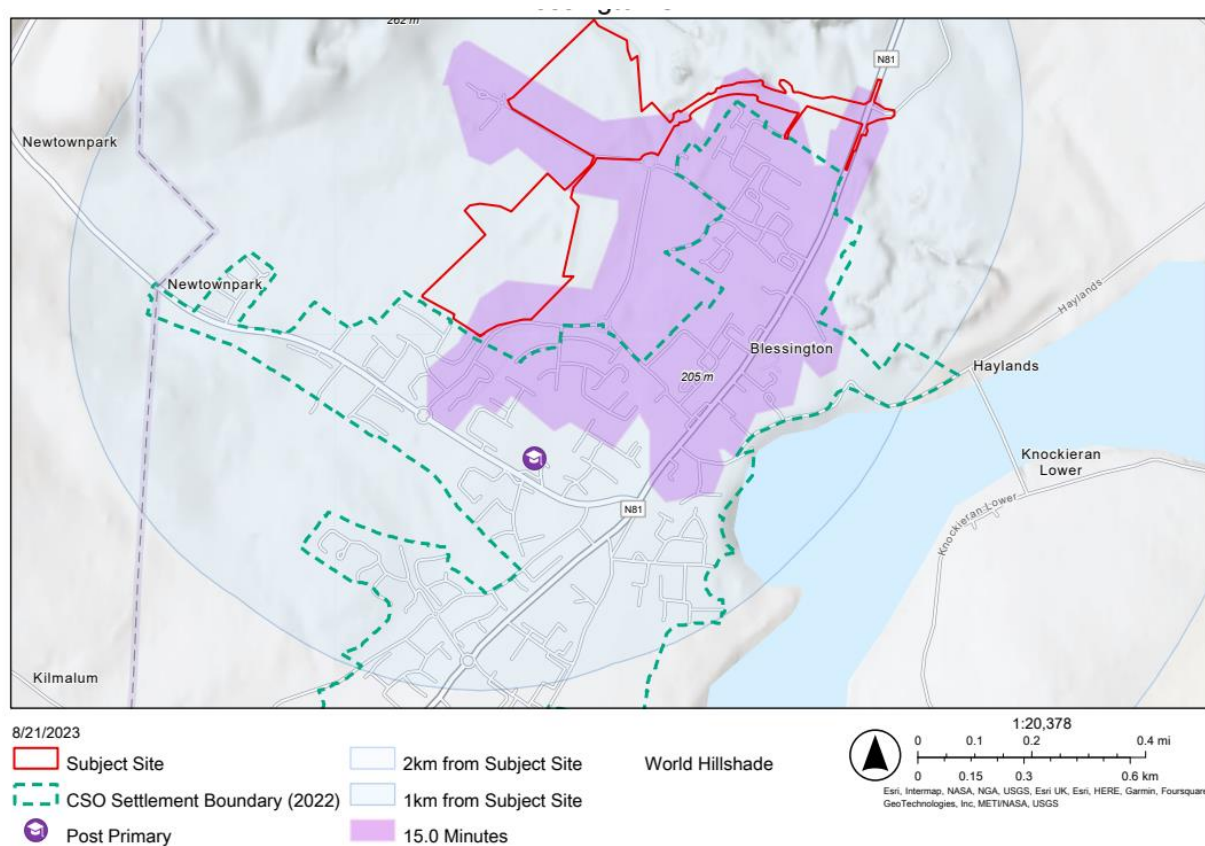 262 m
N81
Newtownpark
Newtownpark
Haylands
Blessington
Haylands
205 m
Knockieran
Lower
N81
Knockieran Lower
Kilmalum
8/21/2023
Subject Site
CSO Settlement Boundary (2022)
Post Primary
2km from Subject Site
1km from Subject Site
15.0 Minutes
World Hillshade
1:20,378
0 0.1 0.2 0.4 mi
0 0.15 0.3 0.6 km
Esri, Intermap, NASA, NGA, USGS, Esri UK, Esri, HERE, Garmin, Foursquare,
GeoTechnologies, Inc, METI/NASA, USGS